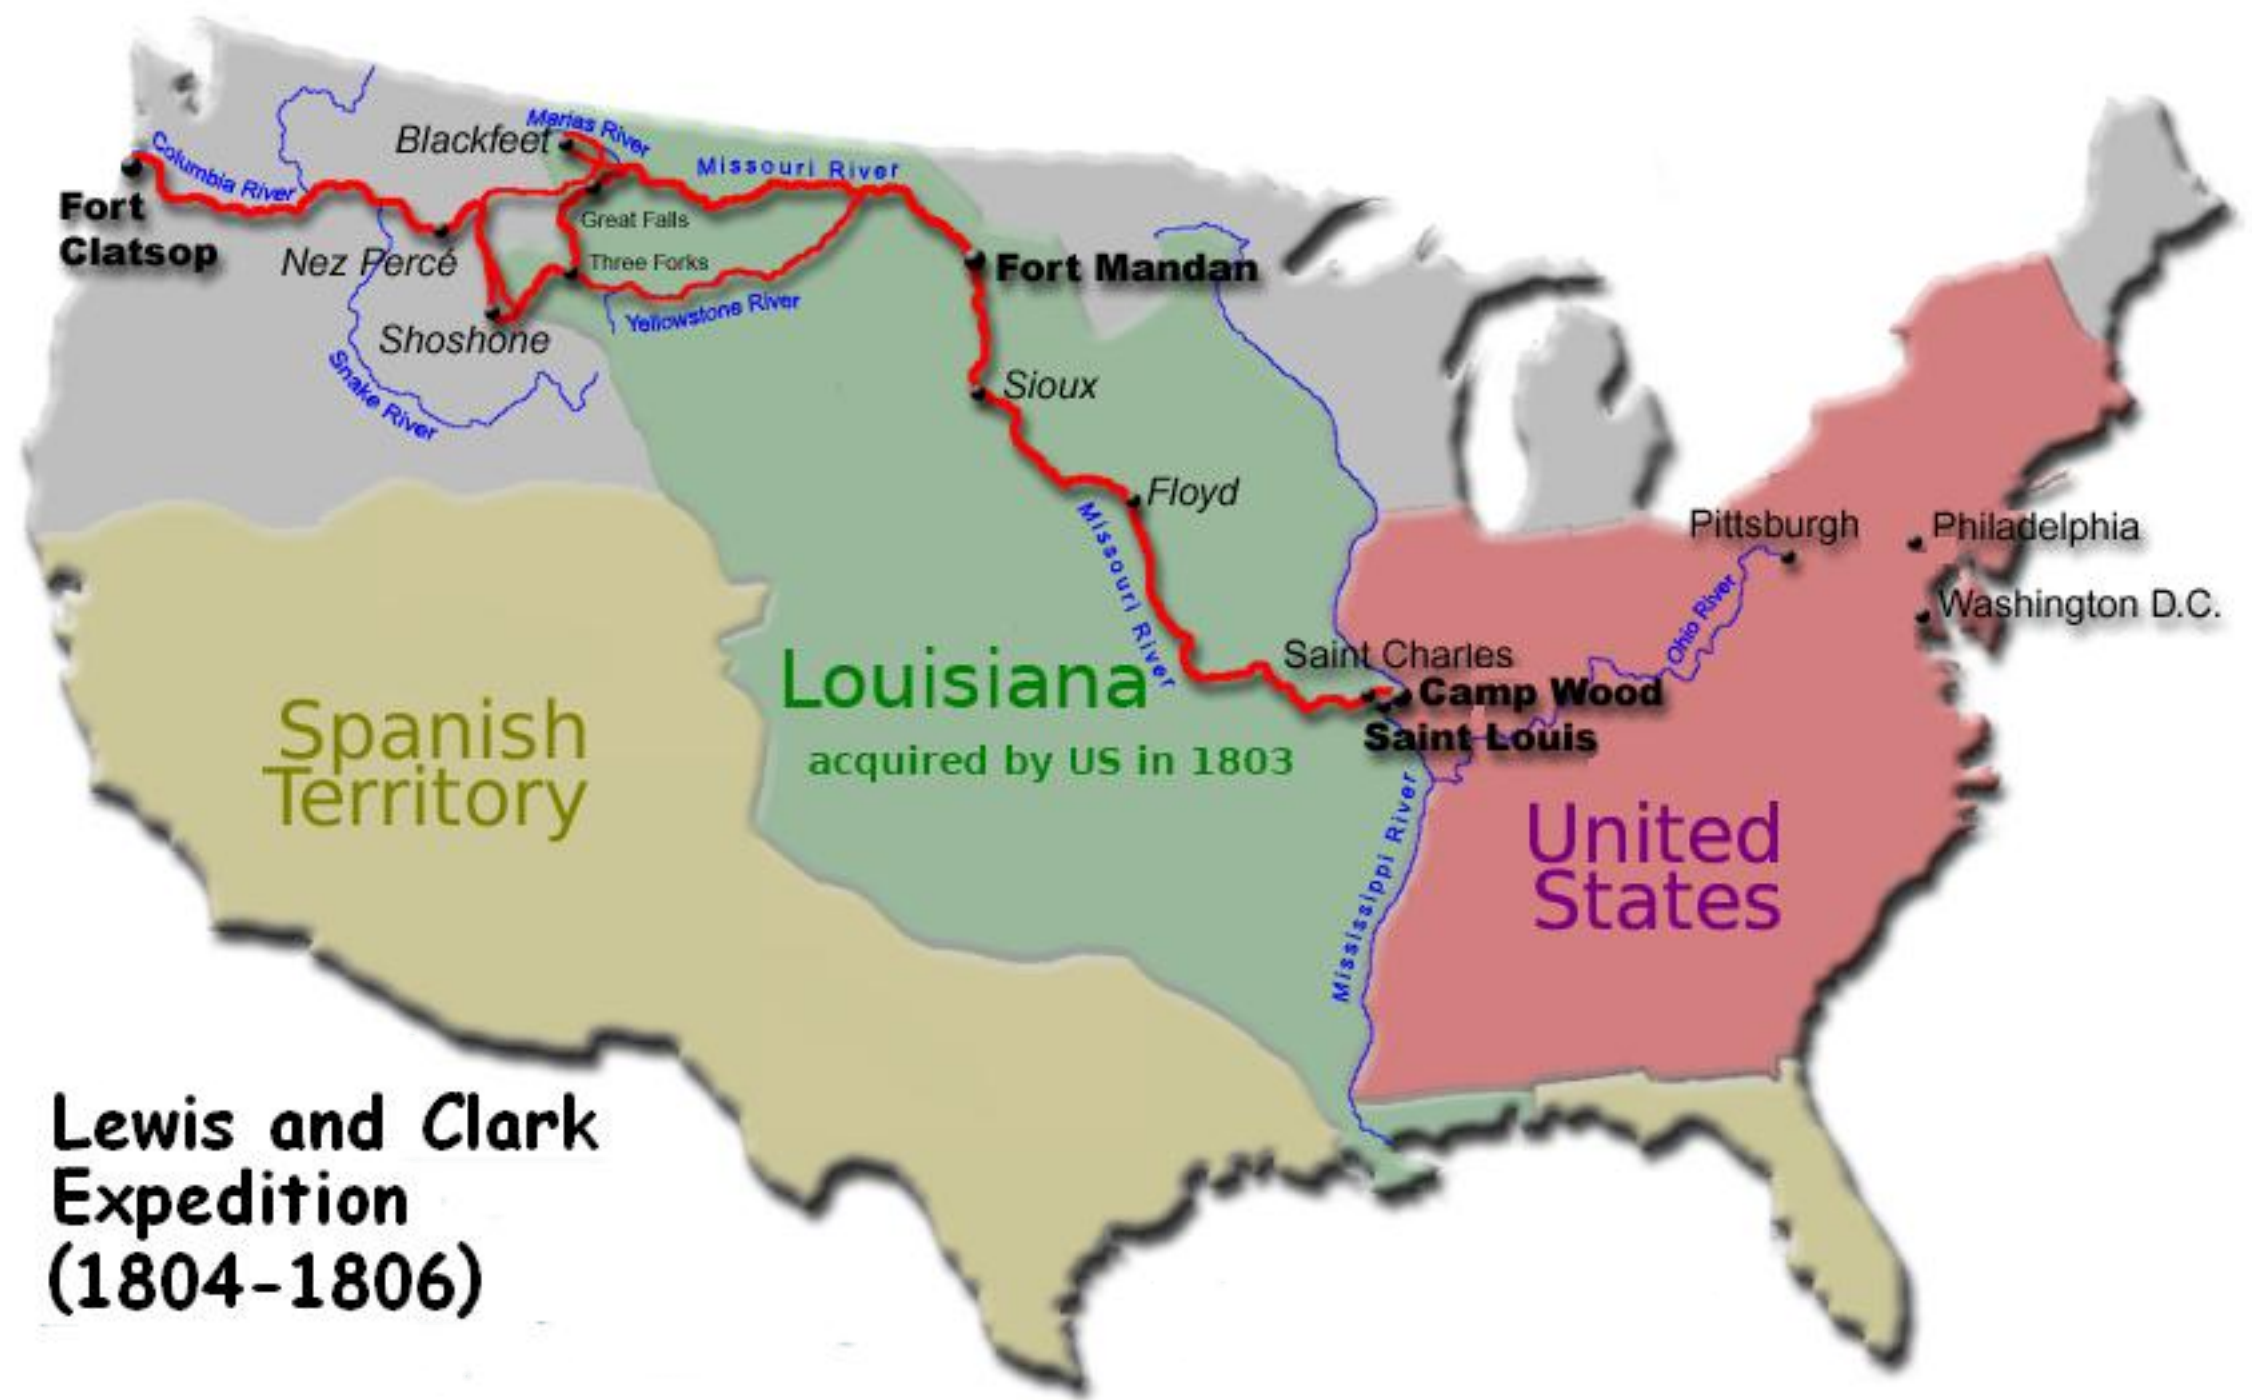 Marias River
Blackfeet
Missouri River
Columbia River
Fort
Clatsop
Great Falls
Nez Percé
Three Forks
Fort Mandan
Yellowstone River
Shoshone
Snake River
Sioux
Floyd
Missouri River
Pittsburgh
Philadelphia
Ohio River
Washington D.C.
Saint Charles
Camp Wood
Saint Louis
Louisiana
acquired by US in 1803
Spanish
Territory
Mississippi River
United
States
Lewis and Clark
Expedition
(1804-1806)